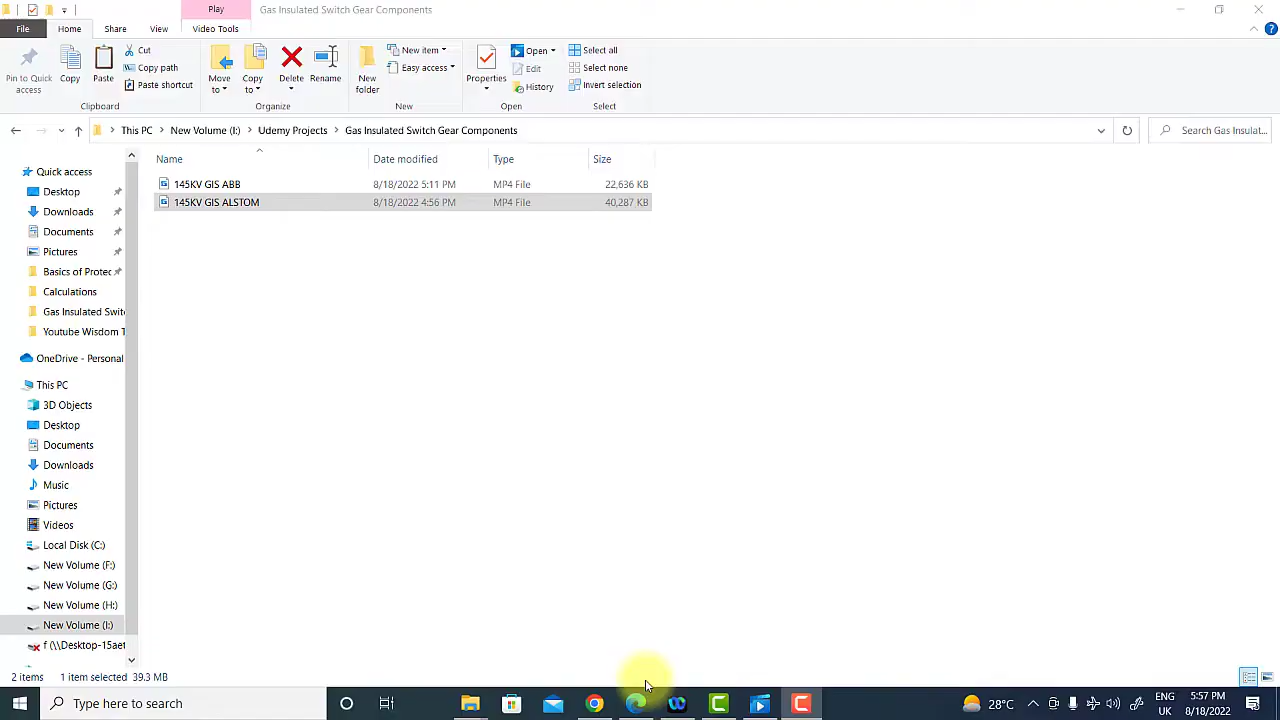 Play
Gas Insulated Switch Gear Components
File
Home
Share
View
Video Tools
Pin to Quick access
Copy
Paste
Cut
Copy path
Paste shortcut
Clipboard
Move to
Copy to
Delete
Rename
Organize
New folder
New item
Easy access
New
Properties
Open
Edit
History
Open
Select all
Select none
Invert selection
Select
This PC
New Volume (I:)
Udemy Projects
Gas Insulated Switch Gear Components
Search Gas Insulat...
Name
Date modified
Type
Size
145KV GIS ABB 8/18/2022 5:11 PM MP4 File 22,636 KB
145KV GIS ALSTOM 8/18/2022 4:56 PM MP4 File 40,287 KB
Quick access
Desktop
Downloads
Documents
Pictures
Basics of Protec
Calculations
Gas Insulated Swit
Youtube Wisdom T
OneDrive - Personal
This PC
3D Objects
Desktop
Documents
Downloads
Music
Pictures
Videos
Local Disk (C:)
New Volume (F:)
New Volume (G:)
New Volume (H:)
New Volume (I:)
f (\\Desktop-15aet
2 items 1 item selected 39.3 MB
Type here to search
28°C
ENG
UK
5:57 PM
8/18/2022